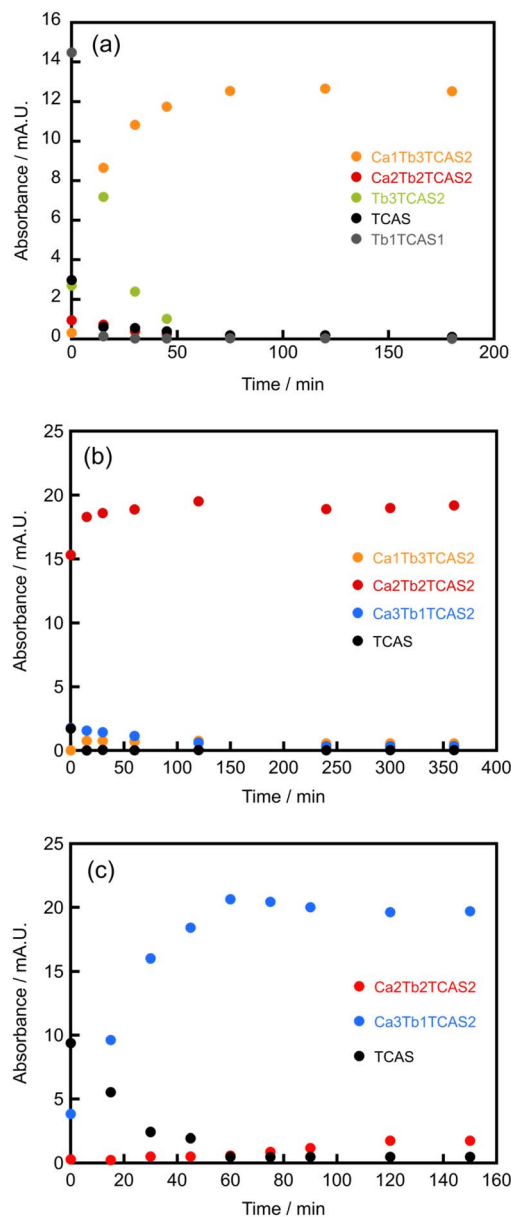 (a)
16
14
12
10
8
6
4
2
0
Absorbance / mA.U.
Ca1Tb3TCAS2
Ca2Tb2TCAS2
Tb3TCAS2
TCAS
Tb1TCAS1
0 50 100 150 200
Time / min
(b)
25
20
15
10
5
0
Absorbance / mA.U.
Ca1Tb3TCAS2
Ca2Tb2TCAS2
Ca3Tb1TCAS2
TCAS
0 50 100 150 200 250 300 350 400
Time / min
(c)
25
20
15
10
5
0
Absorbance / mA.U.
Ca2Tb2TCAS2
Ca3Tb1TCAS2
TCAS
0 20 40 60 80 100 120 140 160
Time / min